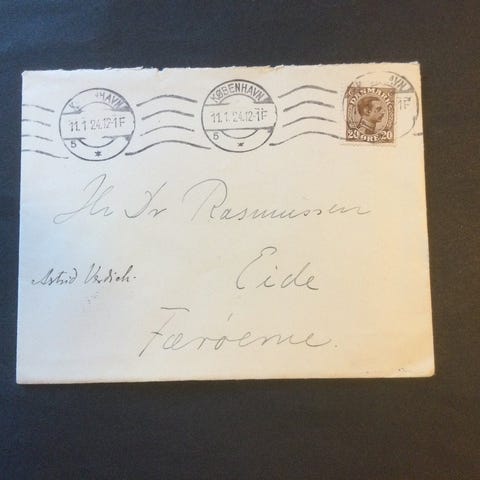 KØBENHAVN
11.1.24.12-1F
5 *
KØBENHAVN
11.1.24.12-1F
5 *
DANMARK
20 ØRE 20
Hr Dr Rasmussen
Astrid
Eide
Færøerne.